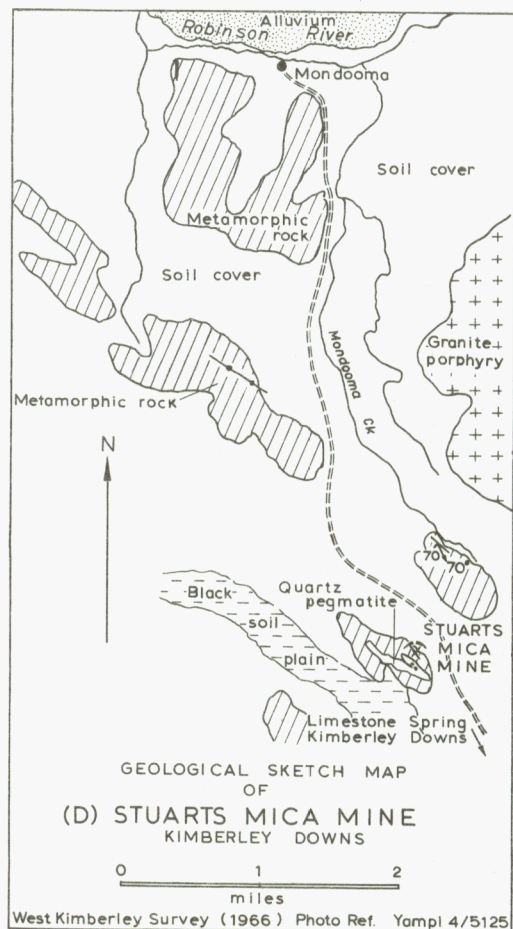 Alluvium
Robinson River
Mondooma
Soil cover
Metamorphic
rock
Soil cover
Granite
porphyry
Mondooma Ck
Metamorphic rock
N
70° 70°
Quartz
pegmatite
Black
soil
plain
STUARTS
MICA
MINE
Limestone Spring
Kimberley Downs
GEOLOGICAL SKETCH MAP
OF
(D) STUARTS MICA MINE
KIMBERLEY DOWNS
0 1 2
miles
West Kimberley Survey (1966) Photo Ref. Yampi 4/5125